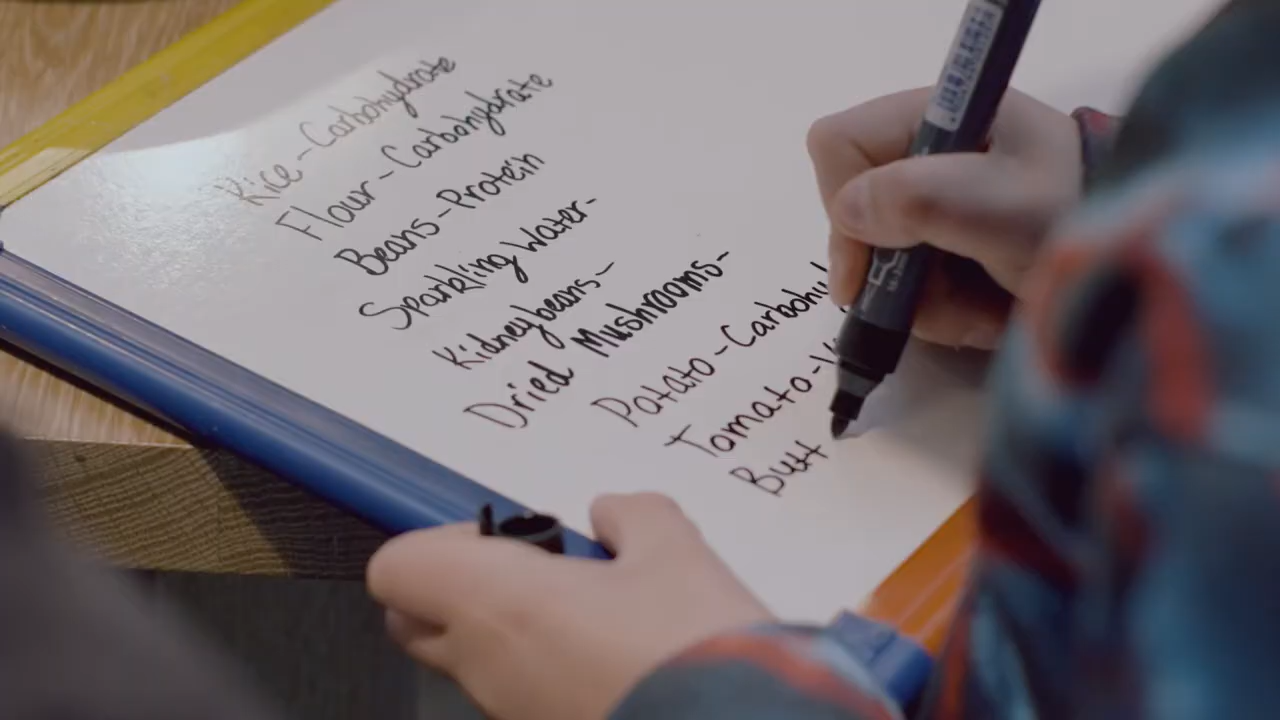 Rice - Carbohydrate
Flour - Carbohydrate
Beans - Protein
Sparkling Water -
Kidneybeans -
Dried Mushrooms -
Potato - Carbohy
Tomato - V
Butt